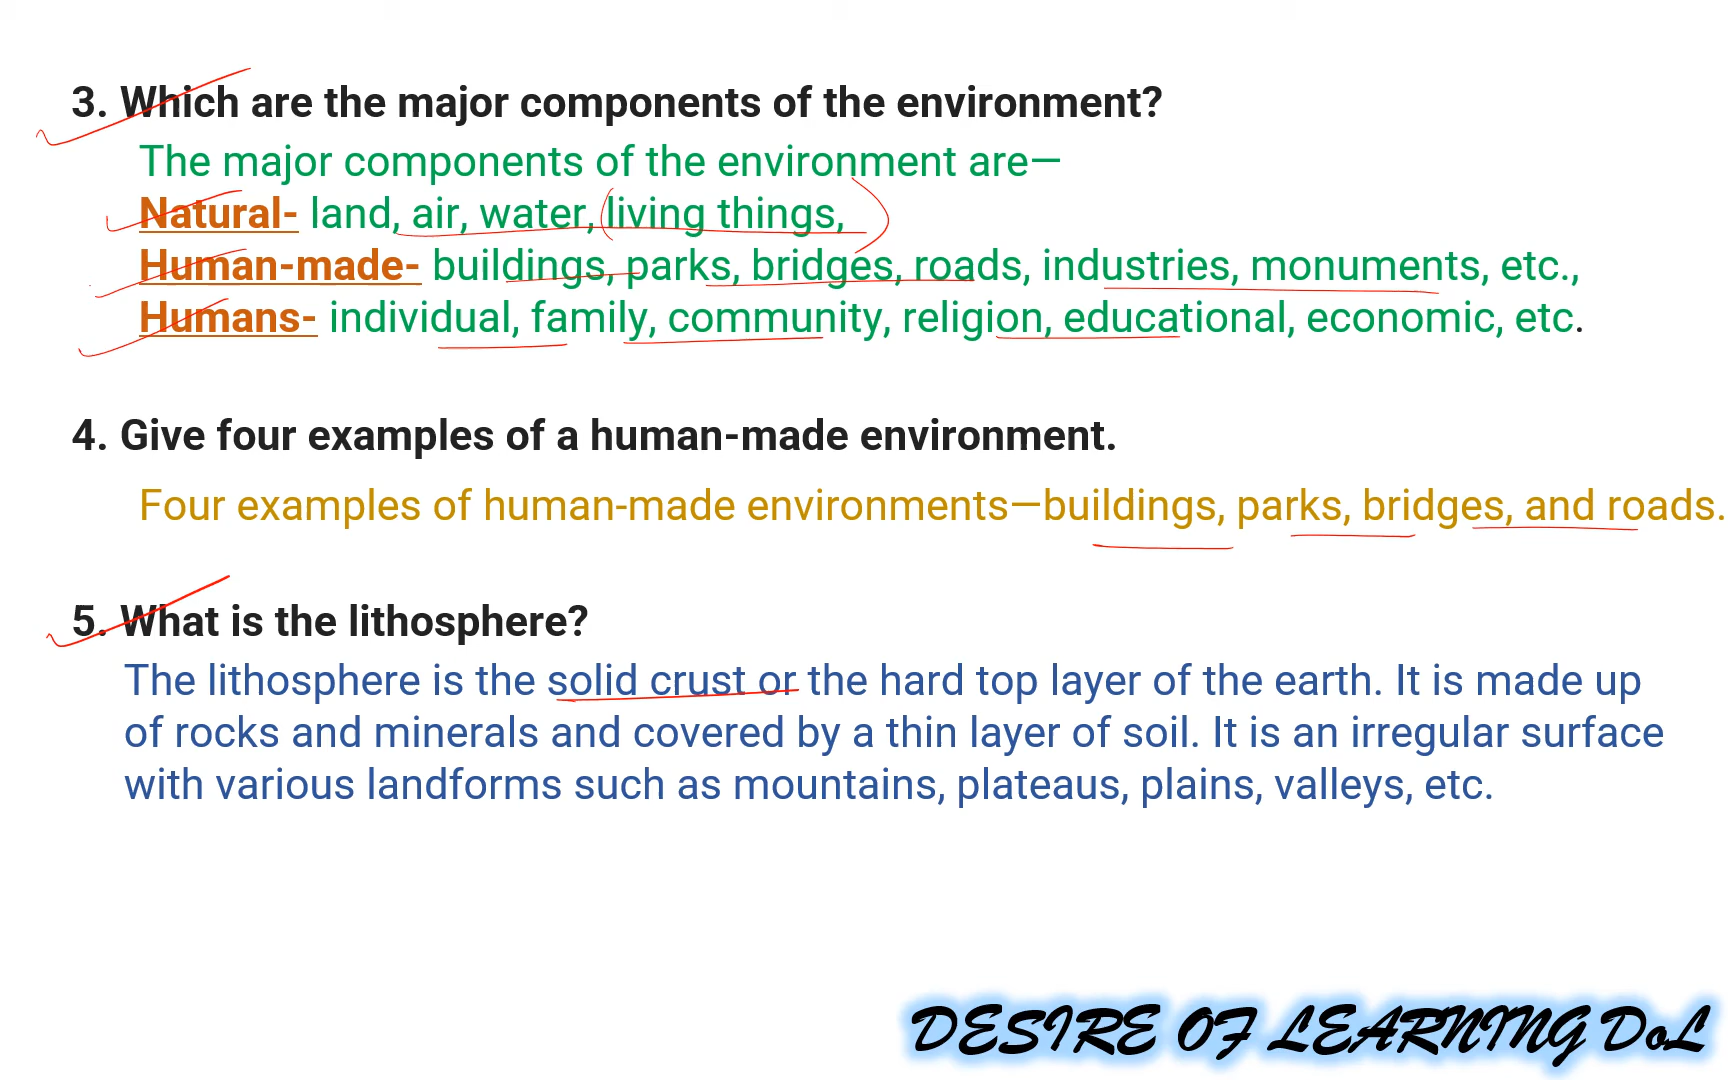 3. Which are the major components of the environment?
The major components of the environment are—
Natural- land, air, water, living things,
Human-made- buildings, parks, bridges, roads, industries, monuments, etc.,
Humans- individual, family, community, religion, educational, economic, etc.
4. Give four examples of a human-made environment.
Four examples of human-made environments—buildings, parks, bridges, and roads.
5. What is the lithosphere?
The lithosphere is the solid crust or the hard top layer of the earth. It is made up
of rocks and minerals and covered by a thin layer of soil. It is an irregular surface
with various landforms such as mountains, plateaus, plains, valleys, etc.
DESIRE OF LEARNING DoL